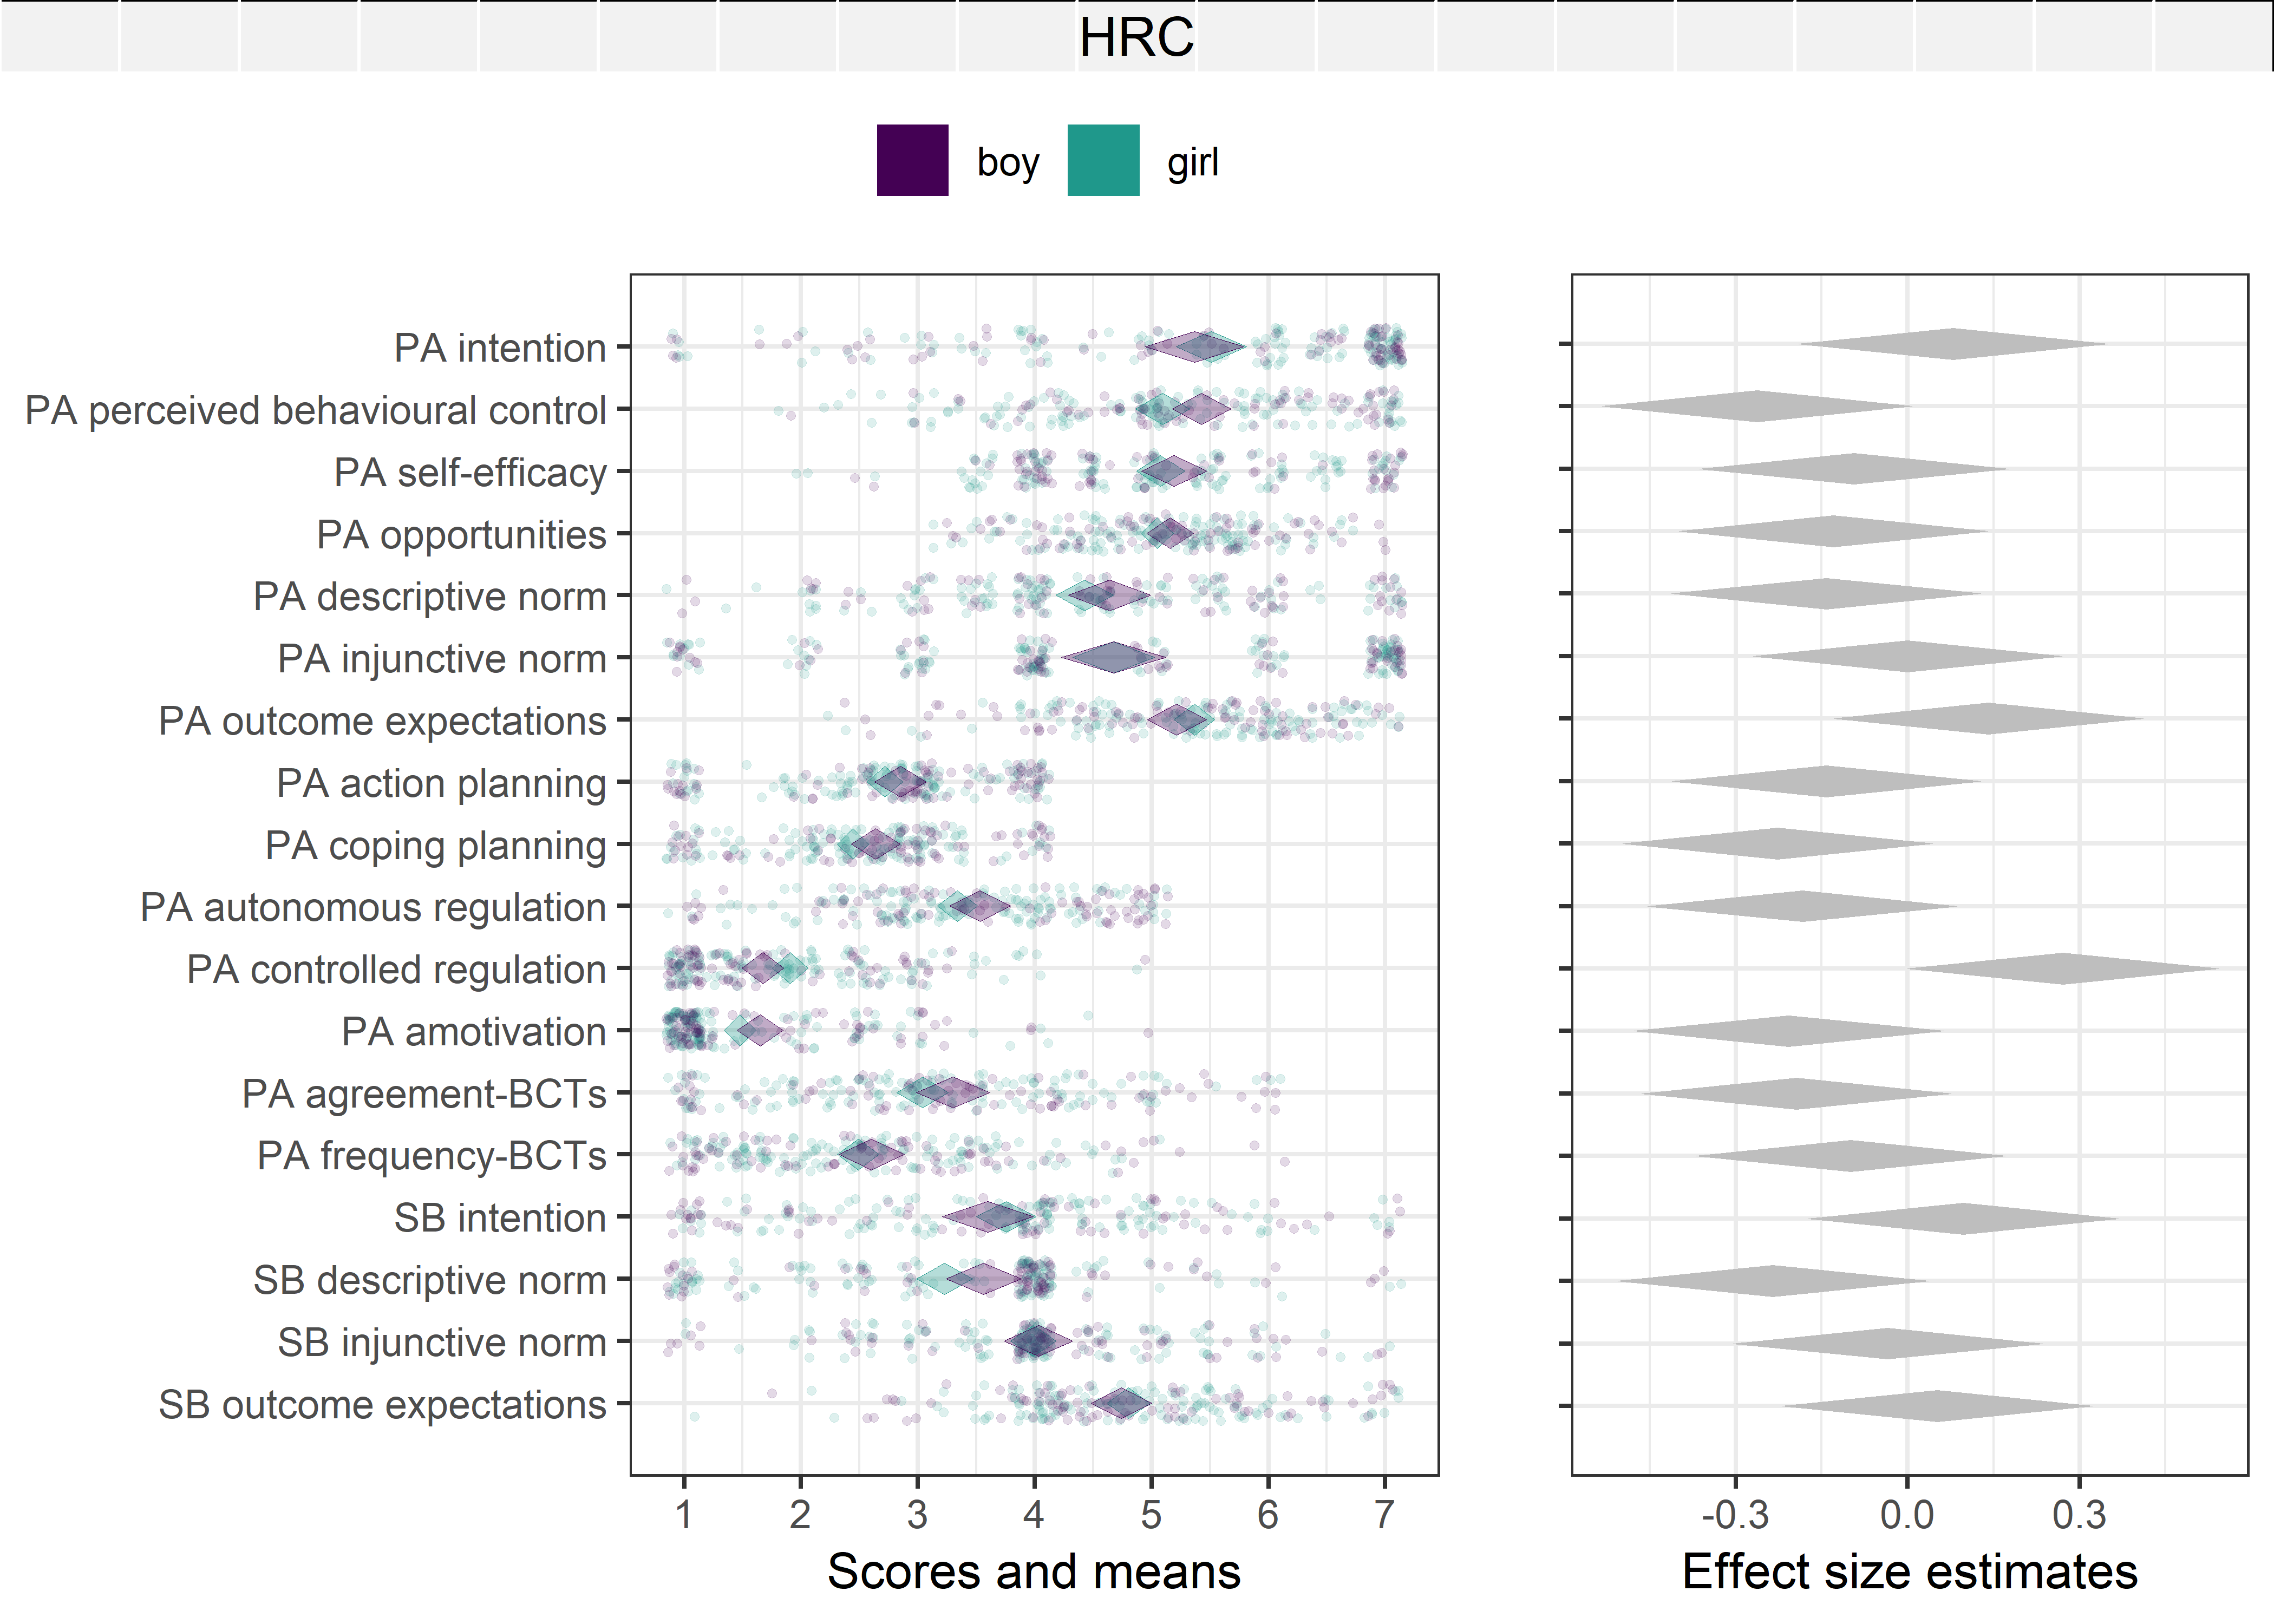 HRC
boy girl
PA intention
PA perceived behavioural control
PA self-efficacy
PA opportunities
PA descriptive norm
PA injunctive norm
PA outcome expectations
PA action planning
PA coping planning
PA autonomous regulation
PA controlled regulation
PA amotivation
PA agreement-BCTs
PA frequency-BCTs
SB intention
SB descriptive norm
SB injunctive norm
SB outcome expectations
1 2 3 4 5 6 7
Scores and means
-0.3 0.0 0.3
Effect size estimates